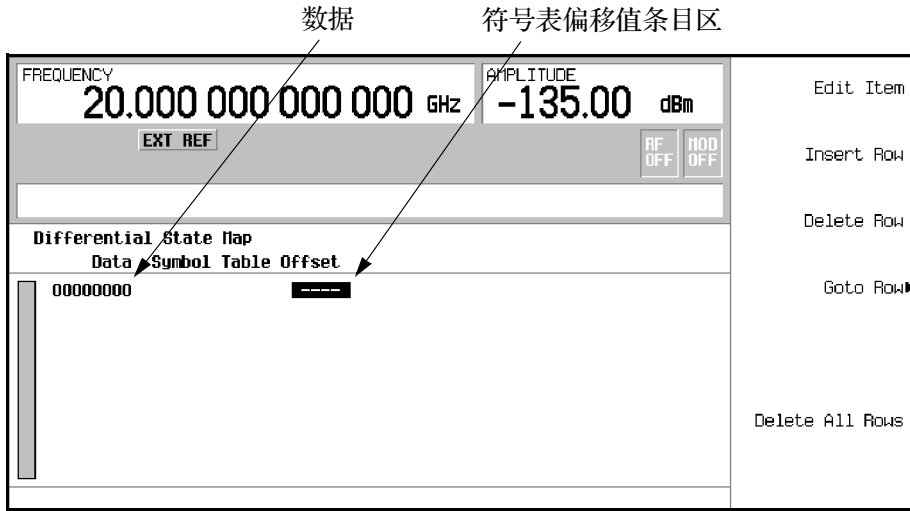 数据 符号表偏移值条目区
FREQUENCY AMPLITUDE
20.000 000 000 000 GHz -135.00 dBm
EXT REF
RF OFF
MOD OFF
Differential State Map
Data Symbol Table Offset
00000000 ----
Edit Item
Insert Row
Delete Row
Goto Row
Delete All Rows